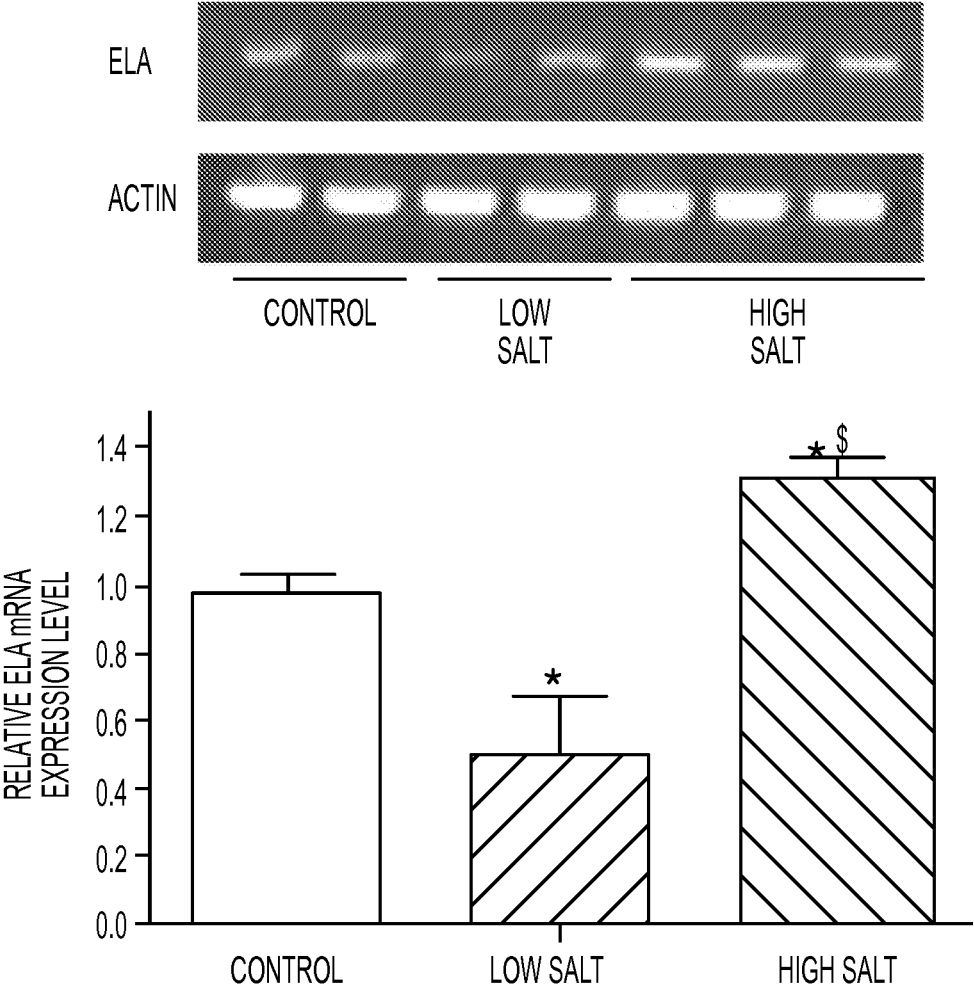 ELA
ACTIN
CONTROL
LOW
SALT
HIGH
SALT
RELATIVE ELA mRNA
EXPRESSION LEVEL
1.4
1.2
1.0
0.8
0.6
0.4
0.2
0.0
*
* $
CONTROL
LOW SALT
HIGH SALT